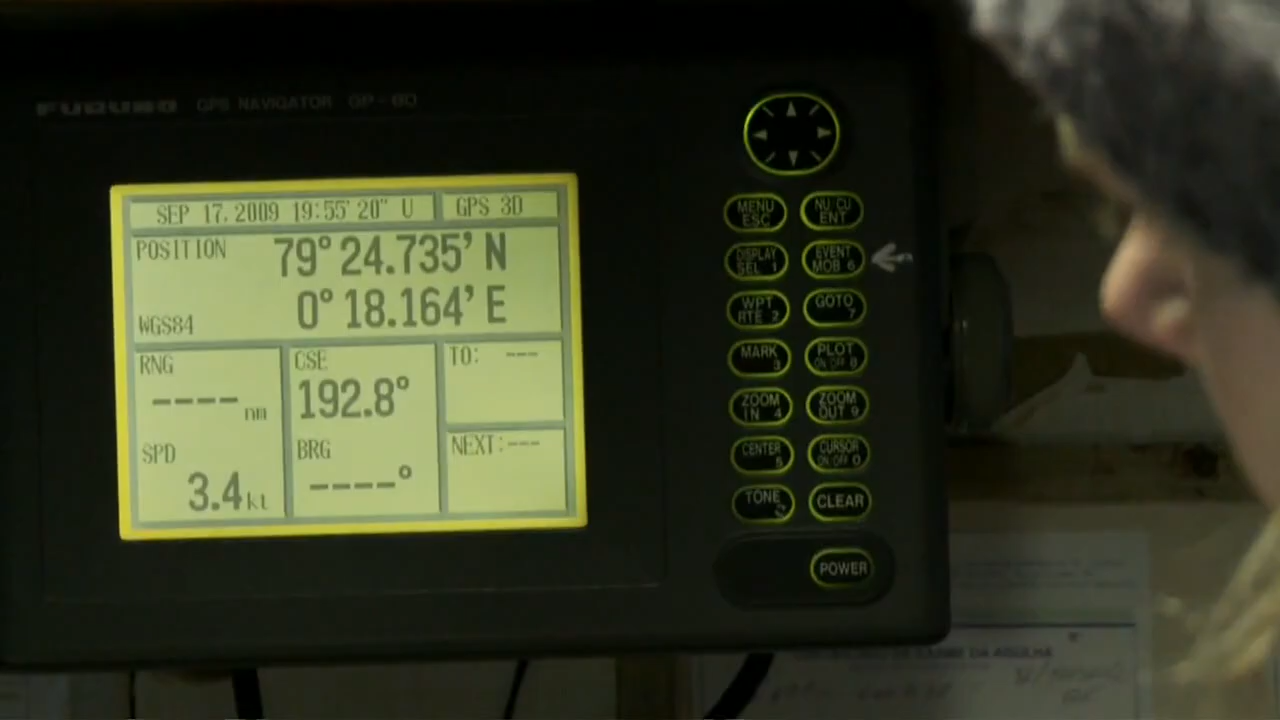 FURUNO GPS NAVIGATOR GP-80
SEP 17, 2009 19:55'20" U GPS 3D
POSITION 79° 24.735' N
0° 18.164' E
WGS84
RNG
---- nm
SPD
3.4 kt
CSE
192.8°
BRG
----°
TO: ---
NEXT: ---
MENU
ESC
NU/CU
ENT
DISPLAY
SEL 1
EVENT
MOB 6
WPT
RTE 2
GOTO
7
MARK
3
PLOT
ON/OFF 8
ZOOM
IN 4
ZOOM
OUT 9
CENTER
5
CURSOR
ON/OFF 0
TONE
CLEAR
POWER
DA AGULHA